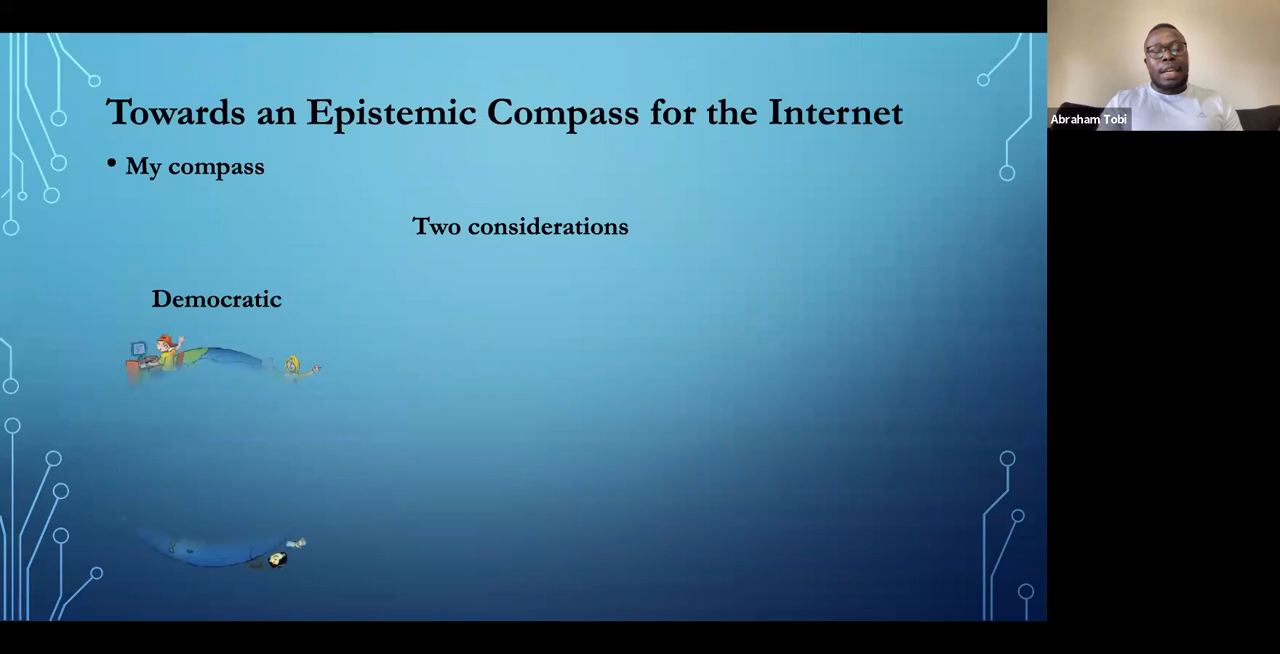 Towards an Epistemic Compass for the Internet
• My compass
Two considerations
Democratic
Abraham Tobi